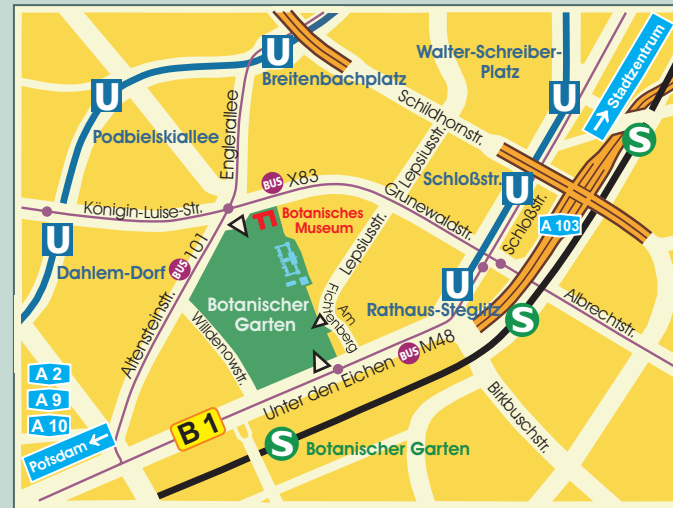 U
Breitenbachplatz
Walter-Schreiber-
Platz
U
Podbielskiallee
U
Stadtzentrum
Schildhornstr.
S
Englerallee
Lepsiusstr.
BUS X83
Schloßstr.
U
Königin-Luise-Str.
Botanisches
Museum
Grunewaldstr.
Schloßstr.
A 103
U
Dahlem-Dorf
BUS 101
Lepsiusstr.
Altensteinstr.
Botanischer
Garten
Am
Fichtenberg
Rathaus-Steglitz
U
S
Albrechtstr.
Willdenowstr.
A 2
A 9
A 10
Unter den Eichen BUS M48
Birkbuschstr.
B 1
Potsdam
S
Botanischer Garten